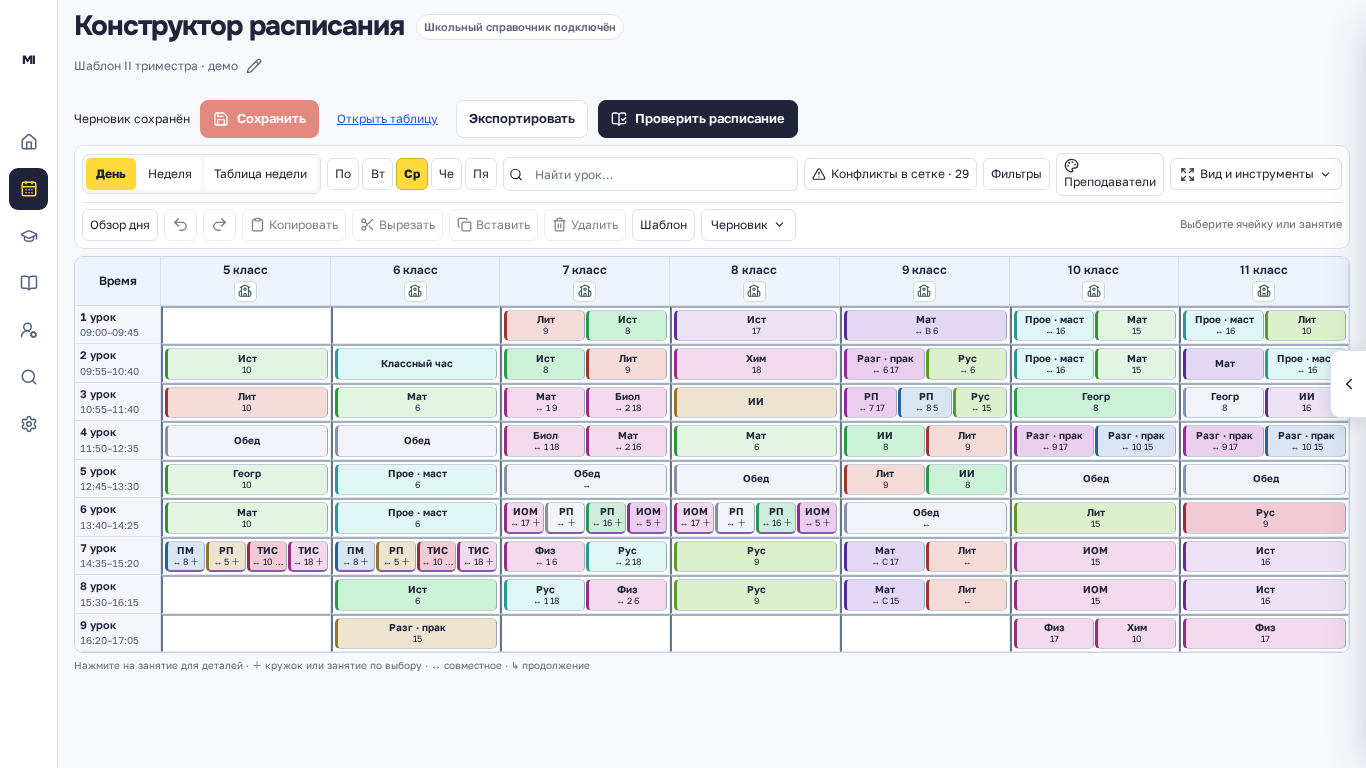 Конструктор расписания
Школьный справочник подключён
MI
Шаблон II триместра · демо
Черновик сохранён
Сохранить
Открыть таблицу
Экспортировать
Проверить расписание
День Неделя Таблица недели
По Вт Ср Че Пя
Найти урок...
Конфликты в сетке · 29
Фильтры
Преподаватели
Вид и инструменты
Обзор дня
Копировать
Вырезать
Вставить
Удалить
Шаблон
Черновик
Выберите ячейку или занятие
Время 5 класс 6 класс 7 класс 8 класс 9 класс 10 класс 11 класс
1 урок Лит Ист Ист Мат Прое · маст Мат Прое · маст Лит
09:00–09:45 9 8 17 ↔ В 6 ↔ 16 15 ↔ 16 10
2 урок Ист Классный час Ист Лит Хим Разг · прак Рус Прое · маст Мат Мат Прое · мас
09:55–10:40 10 8 9 18 ↔ 6 17 ↔ 6 ↔ 16 15 ↔ 16
3 урок Лит Мат Мат Биол ИИ РП РП Рус Геогр Геогр ИИ
10:55–11:40 10 6 ↔ 1 9 ↔ 2 18 ↔ 7 17 ↔ 8 5 ↔ 15 8 8 16
4 урок Обед Обед Биол Мат Мат ИИ Лит Разг · прак Разг · прак Разг · прак Разг · прак
11:50–12:35 ↔ 1 18 ↔ 2 16 6 8 9 ↔ 9 17 ↔ 10 15 ↔ 9 17 ↔ 10 15
5 урок Геогр Прое · маст Обед Обед Лит ИИ Обед Обед
12:45–13:30 10 6 ↔ 9 8
6 урок Мат Прое · маст ИОМ РП РП ИОМ ИОМ РП РП ИОМ Обед Лит Рус
13:40–14:25 10 6 ↔ 17 + ↔ + ↔ 16 + ↔ 5 + ↔ 17 + ↔ + ↔ 16 + ↔ 5 + ↔ 15 9
7 урок ПМ РП ТИС ТИС ПМ РП ТИС ТИС Физ Рус Рус Мат Лит ИОМ Ист
14:35–15:20 ↔ 8 + ↔ 5 + ↔ 10 ... ↔ 18 + ↔ 8 + ↔ 5 + ↔ 10 ... ↔ 18 + ↔ 1 6 ↔ 2 18 9 ↔ С 17 ↔ 15 16
8 урок Ист Рус Физ Рус Мат Лит ИОМ Ист
15:30–16:15 6 ↔ 1 18 ↔ 2 6 9 ↔ С 15 ↔ 15 16
9 урок Разг · прак Физ Хим Физ
16:20–17:05 15 17 10 17
Нажмите на занятие для деталей · + кружок или занятие по выбору · ↔ совместное · ↳ продолжение